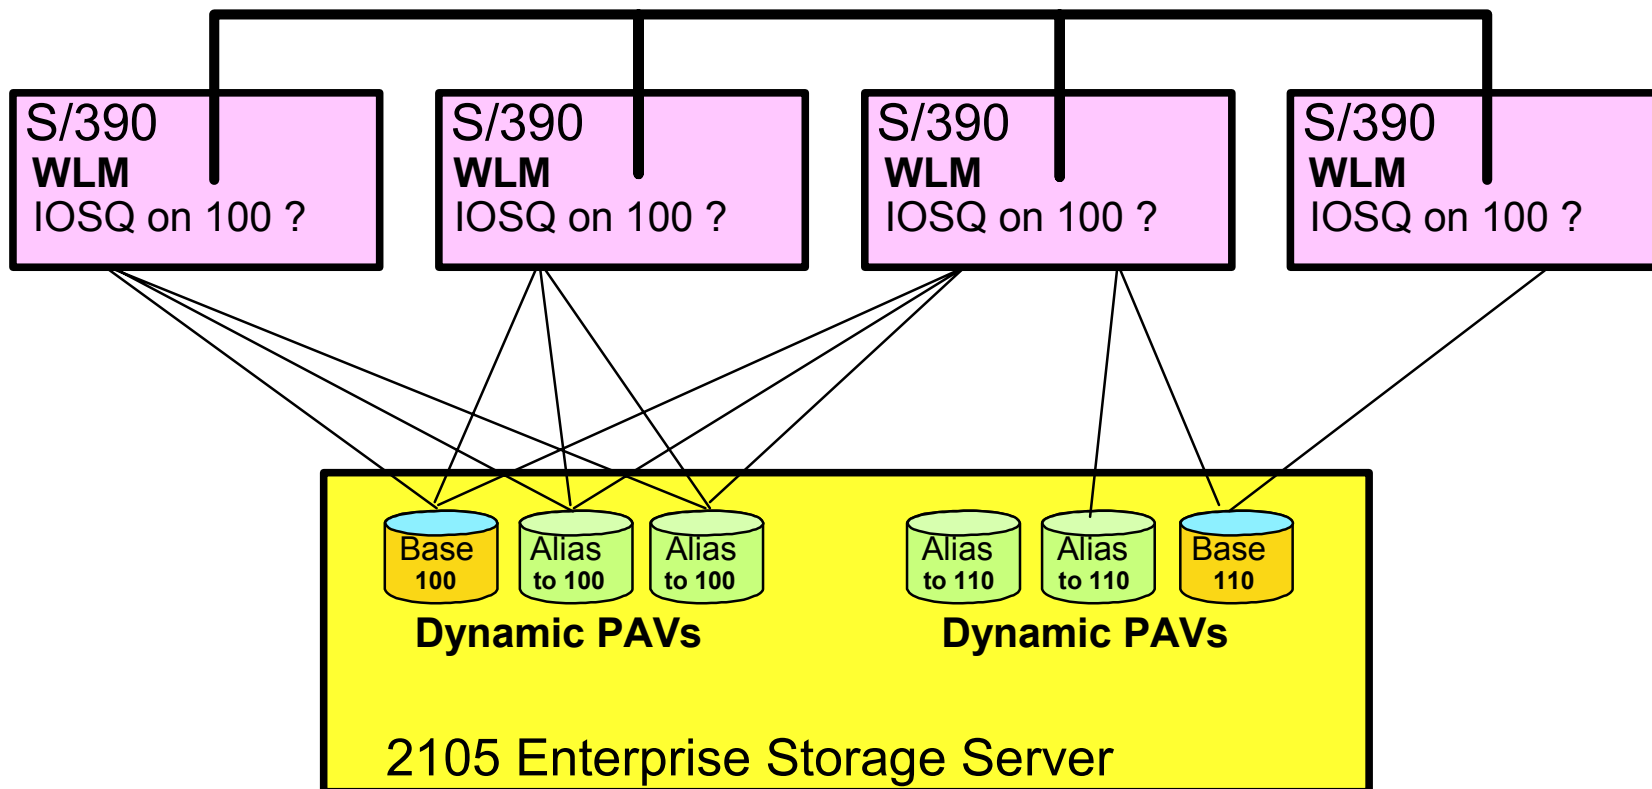 S/390
WLM
IOSQ on 100 ?
S/390
WLM
IOSQ on 100 ?
S/390
WLM
IOSQ on 100 ?
S/390
WLM
IOSQ on 100 ?
Base
100
Alias
to 100
Alias
to 100
Alias
to 110
Alias
to 110
Base
110
Dynamic PAVs
Dynamic PAVs
2105 Enterprise Storage Server